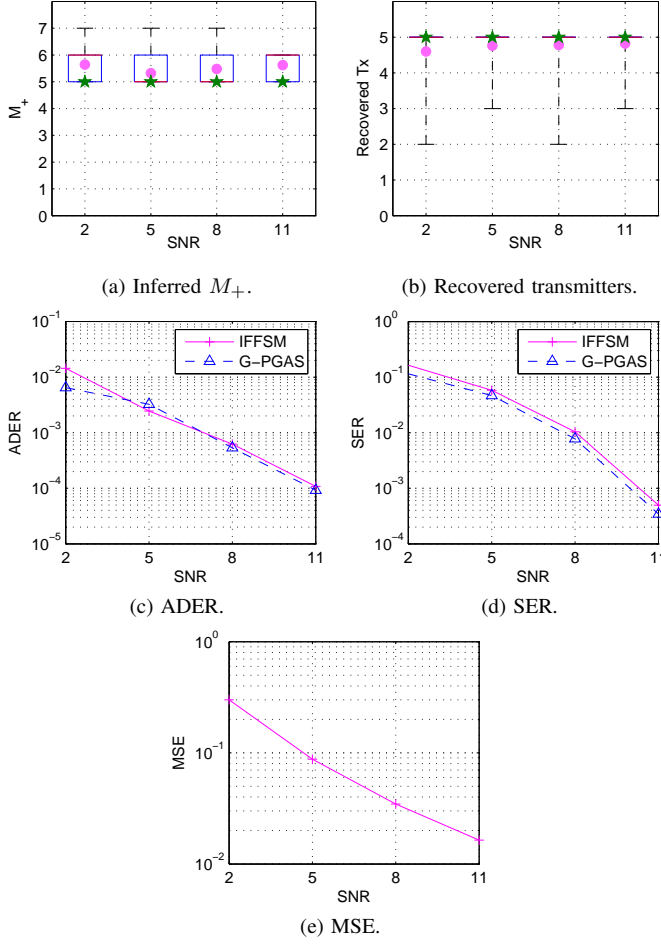 7
6
5
4
3
2
1
0
M+
2 5 8 11
SNR
(a) Inferred M+.
5
4
3
2
1
0
Recovered Tx
2 5 8 11
SNR
(b) Recovered transmitters.
10^-1
10^-2
10^-3
10^-4
10^-5
ADER
IFFSM
G-PGAS
2 5 8 11
SNR
(c) ADER.
10^0
10^-1
10^-2
10^-3
10^-4
SER
IFFSM
G-PGAS
2 5 8 11
SNR
(d) SER.
10^0
10^-1
10^-2
MSE
2 5 8 11
SNR
(e) MSE.